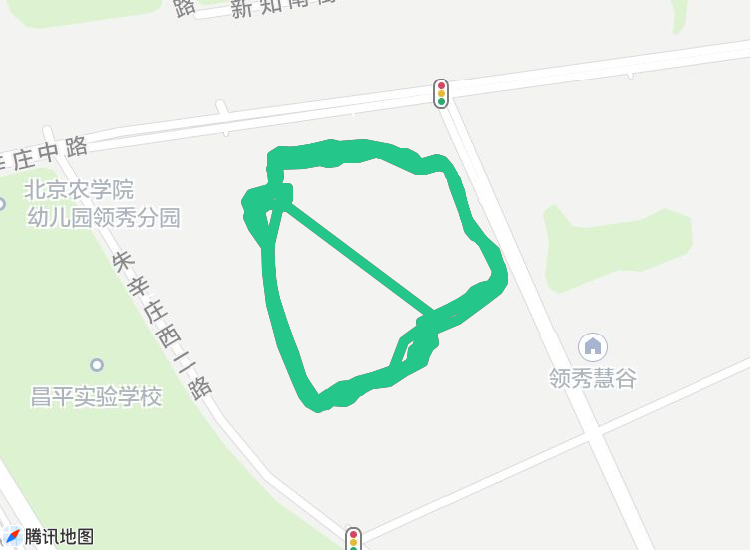 路
新知南街
辛庄中路
北京农学院
幼儿园领秀分园
朱辛庄西二路
领秀慧谷
昌平实验学校
腾讯地图